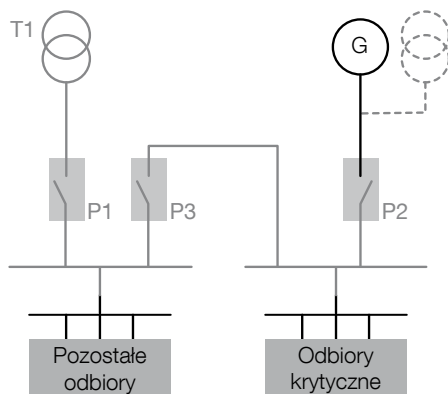 T1
G
P1
P3
P2
Pozostałe
odbiory
Odbiory
krytyczne